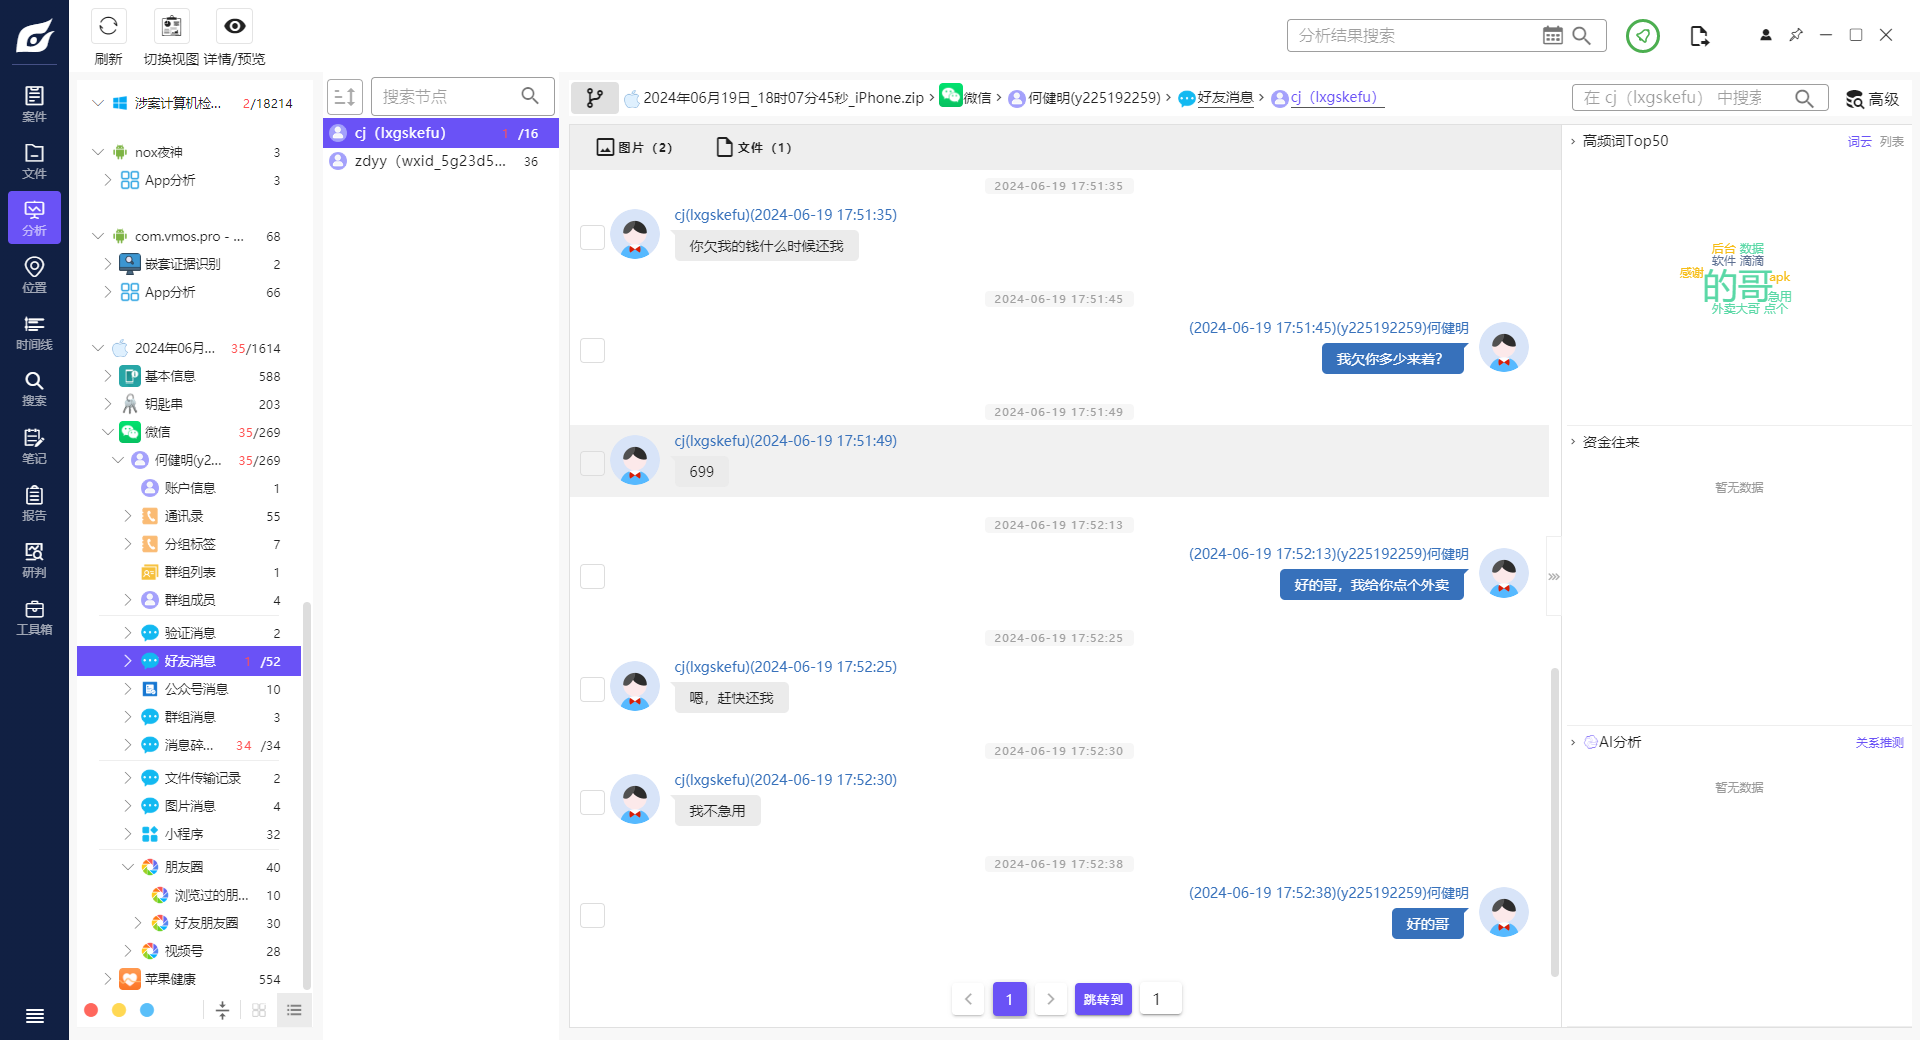 刷新
切换视图
详情/预览
分析结果搜索
案件
文件
分析
位置
时间线
搜索
笔记
报告
研判
工具箱
涉案计算机检... 2/18214
nox夜神 3
App分析 3
com.vmos.pro - ... 68
嵌套证据识别 2
App分析 66
2024年06月... 35/1614
基本信息 588
钥匙串 203
微信 35/269
何健明(y2... 35/269
账户信息 1
通讯录 55
分组标签 7
群组列表 1
群组成员 4
验证消息 2
好友消息 1 /52
公众号消息 10
群组消息 3
消息碎... 34 /34
文件传输记录 2
图片消息 4
小程序 32
朋友圈 40
浏览过的朋... 10
好友朋友圈 30
视频号 28
苹果健康 554
搜索节点
cj（lxgskefu） 1 /16
zdyy（wxid_5g23d5... 36
2024年06月19日_18时07分45秒_iPhone.zip › 微信 › 何健明(y225192259) › 好友消息 › cj（lxgskefu）
在 cj（lxgskefu） 中搜索
高级
图片（2） 文件（1）
2024-06-19 17:51:35
cj(lxgskefu)(2024-06-19 17:51:35)
你欠我的钱什么时候还我
2024-06-19 17:51:45
(2024-06-19 17:51:45)(y225192259)何健明
我欠你多少来着？
2024-06-19 17:51:49
cj(lxgskefu)(2024-06-19 17:51:49)
699
2024-06-19 17:52:13
(2024-06-19 17:52:13)(y225192259)何健明
好的哥，我给你点个外卖
2024-06-19 17:52:25
cj(lxgskefu)(2024-06-19 17:52:25)
嗯，赶快还我
2024-06-19 17:52:30
cj(lxgskefu)(2024-06-19 17:52:30)
我不急用
2024-06-19 17:52:38
(2024-06-19 17:52:38)(y225192259)何健明
好的哥
1 跳转到 1
高频词Top50 词云 列表
后台 数据
软件 滴滴
感谢 的哥 apk
急用
外卖大哥 点个
资金往来
暂无数据
AI分析 关系推测
暂无数据